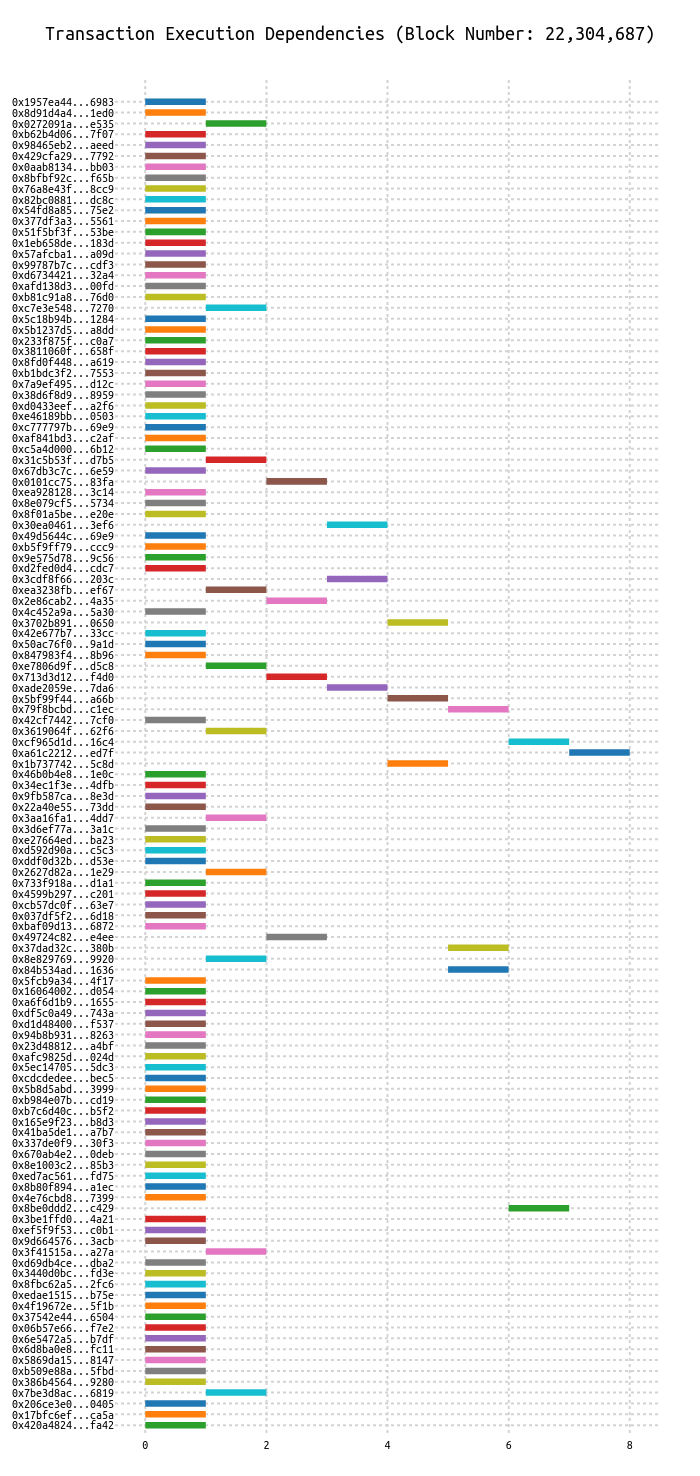 Transaction Execution Dependencies (Block Number: 22,304,687)
0x1957ea44...6983
0x8d91d4a4...1ed0
0x0272091a...e535
0xb62b4d06...7f07
0x98465eb2...aeed
0x429cfa29...7792
0x0aab8134...bb03
0x8bfbf92c...f65b
0x76a8e43f...8cc9
0x82bc0881...dc8c
0x54fd8a85...75e2
0x377df3a3...5561
0x51f5bf3f...53be
0x1eb658de...183d
0x57afcba1...a09d
0x99787b7c...cdf3
0xd6734421...32a4
0xafd138d3...00fd
0xb81c91a8...76d0
0xc7e3e548...7270
0x5c18b94b...1284
0x5b1237d5...a8dd
0x233f875f...c0a7
0x3811060f...658f
0x8fd0f448...a619
0xb1bdc3f2...7553
0x7a9ef495...d12c
0x38d6f8d9...8959
0xd0433eef...a2f6
0xe46189bb...0503
0xc777797b...69e9
0xaf841bd3...c2af
0xc5a4d000...6b12
0x31c5b53f...d7b5
0x67db3c7c...6e59
0x0101cc75...83fa
0xea928128...3c14
0x8e079cf5...5734
0x8f01a5be...e20e
0x30ea0461...3ef6
0x49d5644c...69e9
0xb5f9ff79...ccc9
0x9e575d78...9c56
0xd2fed0d4...cdc7
0x3cdf8f66...203c
0xea3238fb...ef67
0x2e86cab2...4a35
0x4c452a9a...5a30
0x3702b891...0650
0x42e677b7...33cc
0x50ac76f0...9a1d
0x847983f4...8b96
0xe7806d9f...d5c8
0x713d3d12...f4d0
0xade2059e...7da6
0x5bf99f44...a66b
0x79f8bcbd...c1ec
0x42cf7442...7cf0
0x3619064f...62f6
0xcf965d1d...16c4
0xa61c2212...ed7f
0x1b737742...5c8d
0x46b0b4e8...1e0c
0x34ec1f3e...4dfb
0x9fb587ca...8e3d
0x22a40e55...73dd
0x3aa16fa1...4dd7
0x3d6ef77a...3a1c
0xe27664ed...ba23
0xd592d90a...c5c3
0xddf0d32b...d53e
0x2627d82a...1e29
0x733f918a...d1a1
0x4599b297...c201
0xcb57dc0f...63e7
0x037df5f2...6d18
0xbaf09d13...6872
0x49724c82...e4ee
0x37dad32c...380b
0x8e829769...9920
0x84b534ad...1636
0x5fcb9a34...4f17
0x16064002...d054
0xa6f6d1b9...1655
0xdf5c0a49...743a
0xd1d48400...f537
0x94b8b931...8263
0x23d48812...a4bf
0xafc9825d...024d
0x5ec14705...5dc3
0xcdcdedee...bec5
0x5b8d5abd...3999
0xb984e07b...cd19
0xb7c6d40c...b5f2
0x165e9f23...b8d3
0x41ba5de1...a7b7
0x337de0f9...30f3
0x670ab4e2...0deb
0x8e1003c2...85b3
0xed7ac561...fd75
0x8b80f894...a1ec
0x4e76cbd8...7399
0x8be0ddd2...c429
0x3be1ffd0...4a21
0xef5f9f53...c0b1
0x9d664576...3acb
0x3f41515a...a27a
0xd69db4ce...dba2
0x3440d0bc...fd3e
0x8fbc62a5...2fc6
0xedae1515...b75e
0x4f19672e...5f1b
0x37542e44...6504
0x06b57e66...f7e2
0x6e5472a5...b7df
0x6d8ba0e8...fc11
0x5869da15...8147
0xb509e88a...5fbd
0x386b4564...9280
0x7be3d8ac...6819
0x206ce3e0...0405
0x17bfc6ef...ca5a
0x420a4824...fa42
0 2 4 6 8